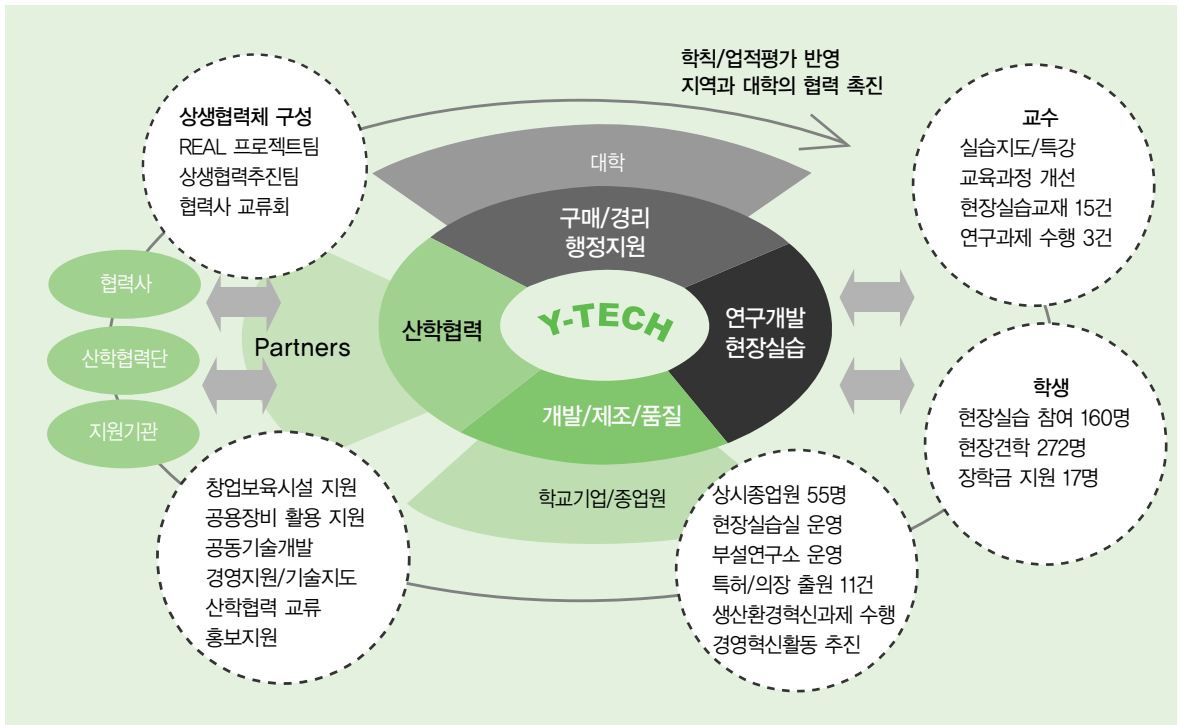 학칙/업적평가 반영
지역과 대학의 협력 촉진
상생협력체 구성
REAL 프로젝트팀
상생협력추진팀
협력사 교류회
대학
구매/경리
행정지원
교수
실습지도/특강
교육과정 개선
현장실습교재 15건
연구과제 수행 3건
협력사
산학협력단
지원기관
Partners
산학협력
Y-TECH
연구개발
현장실습
개발/제조/품질
학교기업/종업원
학생
현장실습 참여 160명
현장견학 272명
장학금 지원 17명
창업보육시설 지원
공용장비 활용 지원
공동기술개발
경영지원/기술지도
산학협력 교류
홍보지원
상시종업원 55명
현장실습실 운영
부설연구소 운영
특허/의장 출원 11건
생산환경혁신과제 수행
경영혁신활동 추진